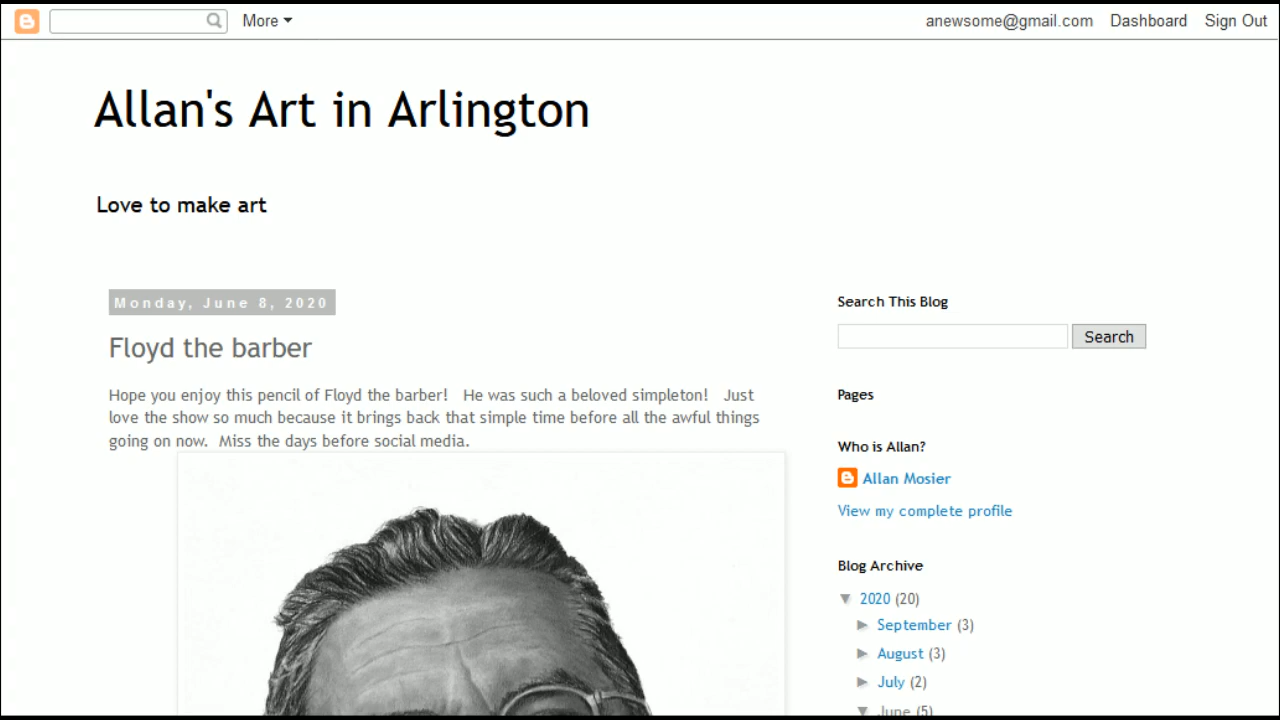 More
anewsome@gmail.com Dashboard Sign Out
Allan's Art in Arlington
Love to make art
Monday, June 8, 2020
Floyd the barber
Hope you enjoy this pencil of Floyd the barber! He was such a beloved simpleton! Just
love the show so much because it brings back that simple time before all the awful things
going on now. Miss the days before social media.
Search This Blog
Search
Pages
Who is Allan?
Allan Mosier
View my complete profile
Blog Archive
▼ 2020 (20)
► September (3)
► August (3)
► July (2)
▼ June (5)